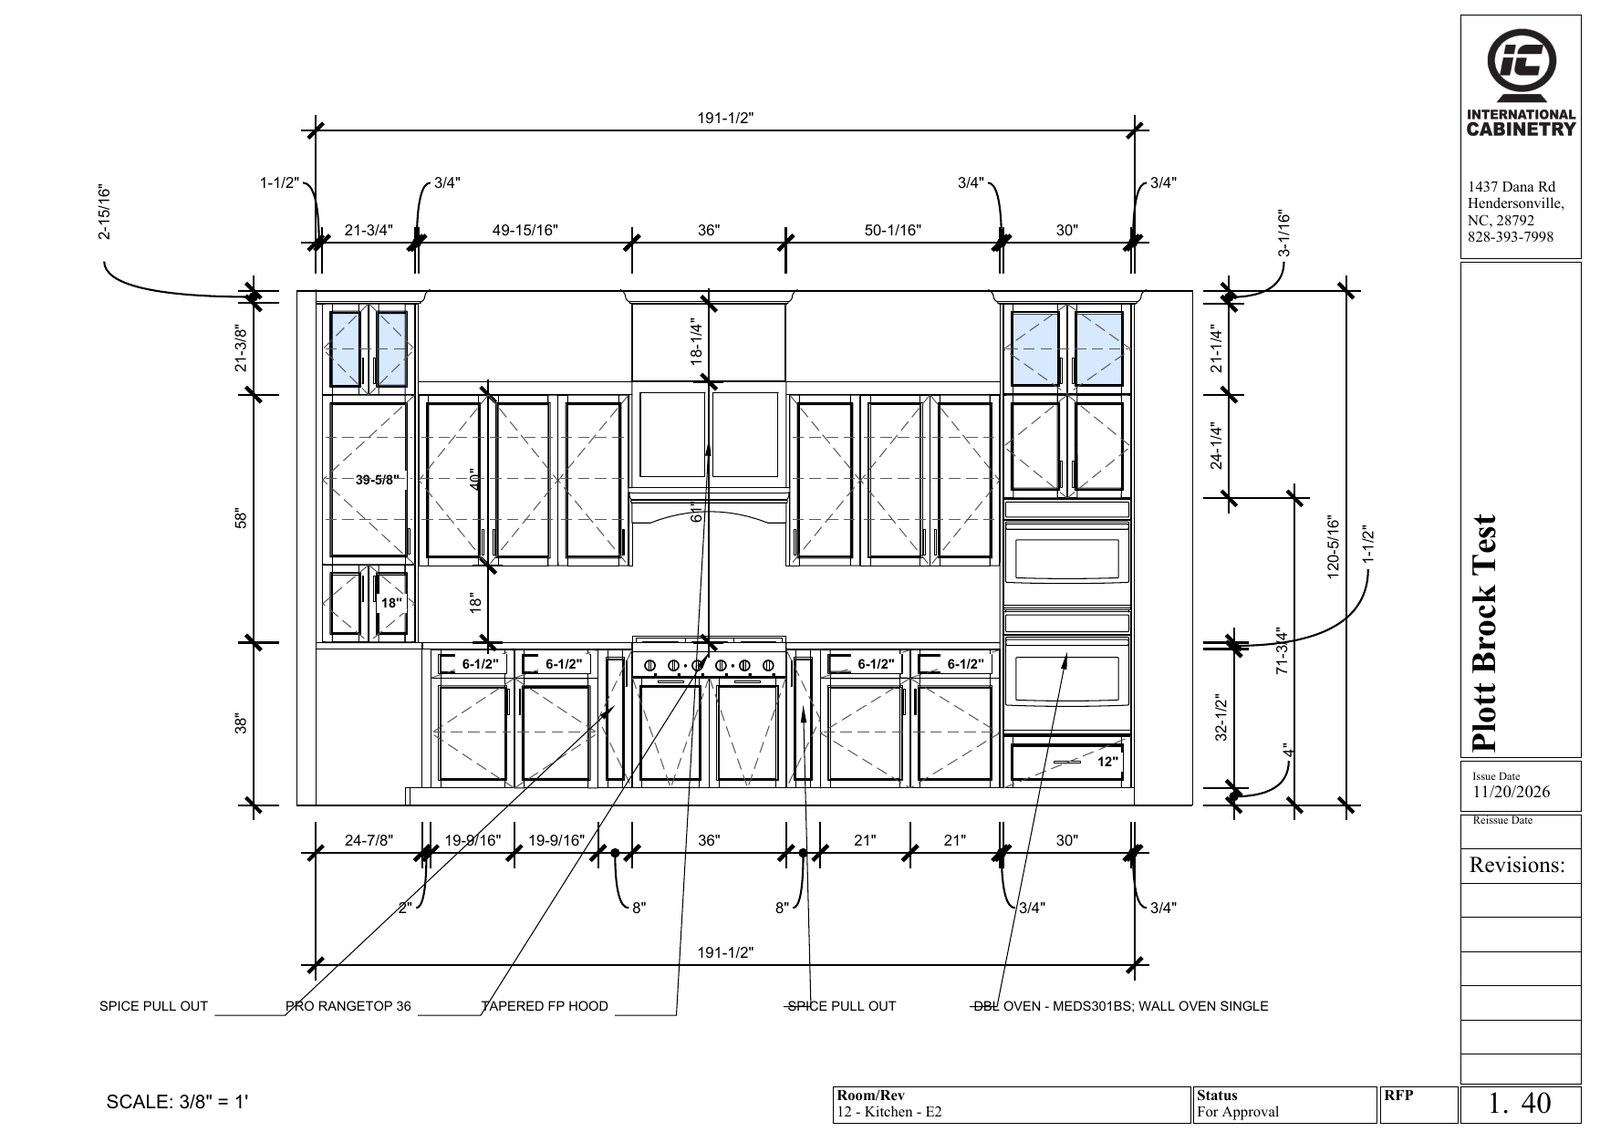 191-1/2"
2-15/16"
1-1/2"
3/4"
3/4"
3/4"
3-1/16"
21-3/4"
49-15/16"
36"
50-1/16"
30"
21-3/8"
18-1/4"
21-1/4"
39-5/8"
40"
24-1/4"
58"
61"
120-5/16"
1-1/2"
18"
18"
71-3/4"
6-1/2"
6-1/2"
6-1/2"
6-1/2"
38"
32-1/2"
4"
12"
24-7/8"
19-9/16"
19-9/16"
36"
21"
21"
30"
2"
8"
8"
3/4"
3/4"
191-1/2"
SPICE PULL OUT
PRO RANGETOP 36
TAPERED FP HOOD
SPICE PULL OUT
DBL OVEN - MEDS301BS; WALL OVEN SINGLE
SCALE: 3/8" = 1'
iC
INTERNATIONAL
CABINETRY
1437 Dana Rd
Hendersonville,
NC, 28792
828-393-7998
Plott Brock Test
Issue Date
11/20/2026
Reissue Date
Revisions:
Room/Rev
12 - Kitchen - E2
Status
For Approval
RFP
1. 40